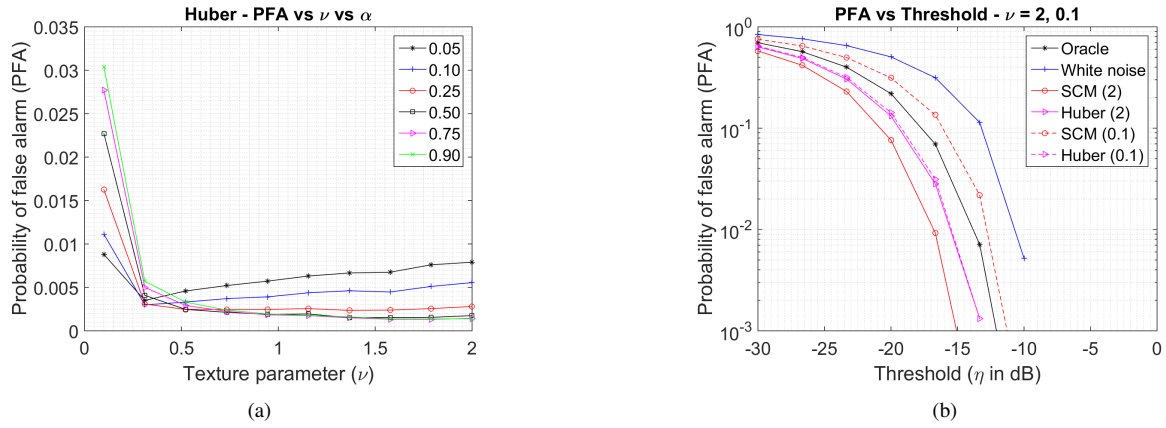 Huber - PFA vs ν vs α
Probability of false alarm (PFA)
0.035
0.03
0.025
0.02
0.015
0.01
0.005
0
0 0.5 1 1.5 2
Texture parameter (ν)
0.05
0.10
0.25
0.50
0.75
0.90
(a)
PFA vs Threshold - ν = 2, 0.1
Probability of false alarm (PFA)
10^0
10^-1
10^-2
10^-3
-30 -25 -20 -15 -10 -5 0
Threshold (η in dB)
Oracle
White noise
SCM (2)
Huber (2)
SCM (0.1)
Huber (0.1)
(b)